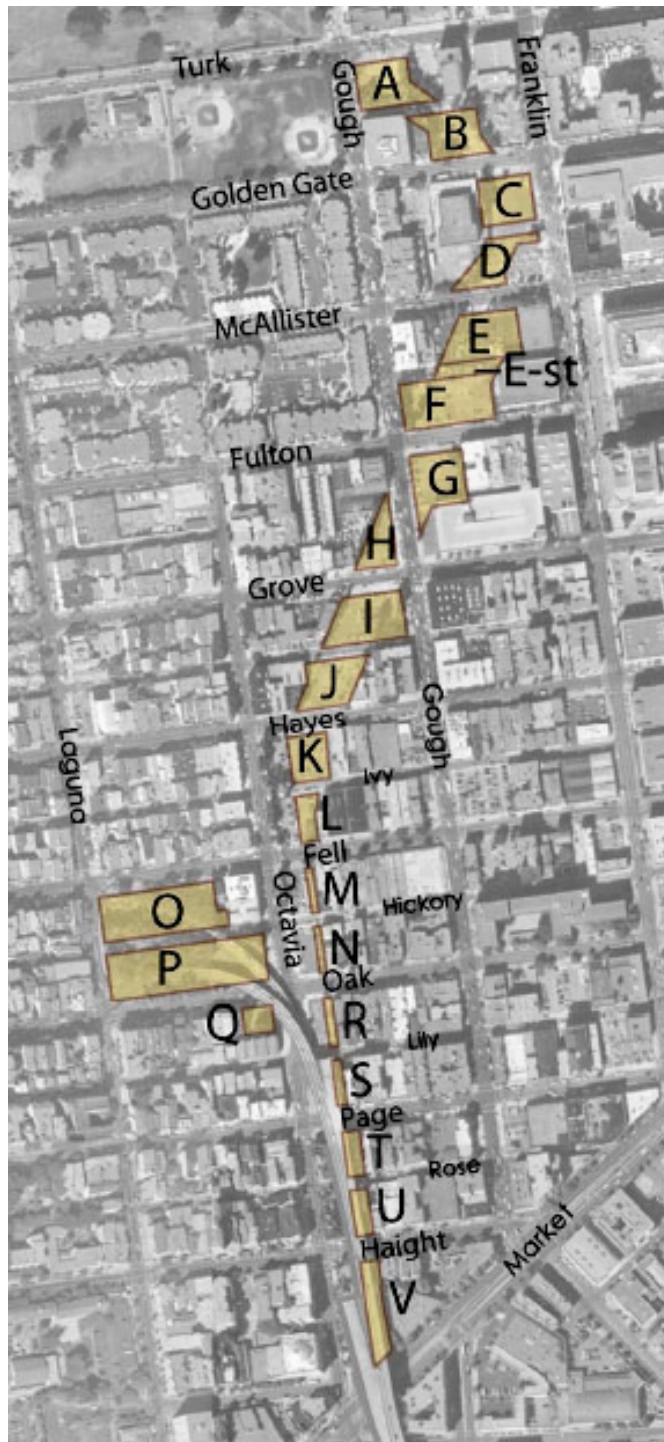 Turk
Gough
Franklin
A
B
Golden Gate
C
D
McAllister
E
E-st
F
Fulton
G
H
Grove
I
J
Hayes
Gough
Laguna
K
Ivy
L
Fell
Octavia
M
Hickory
O
N
P
Oak
Q
R
Lily
S
Page
T
Rose
U
Market
Haight
V